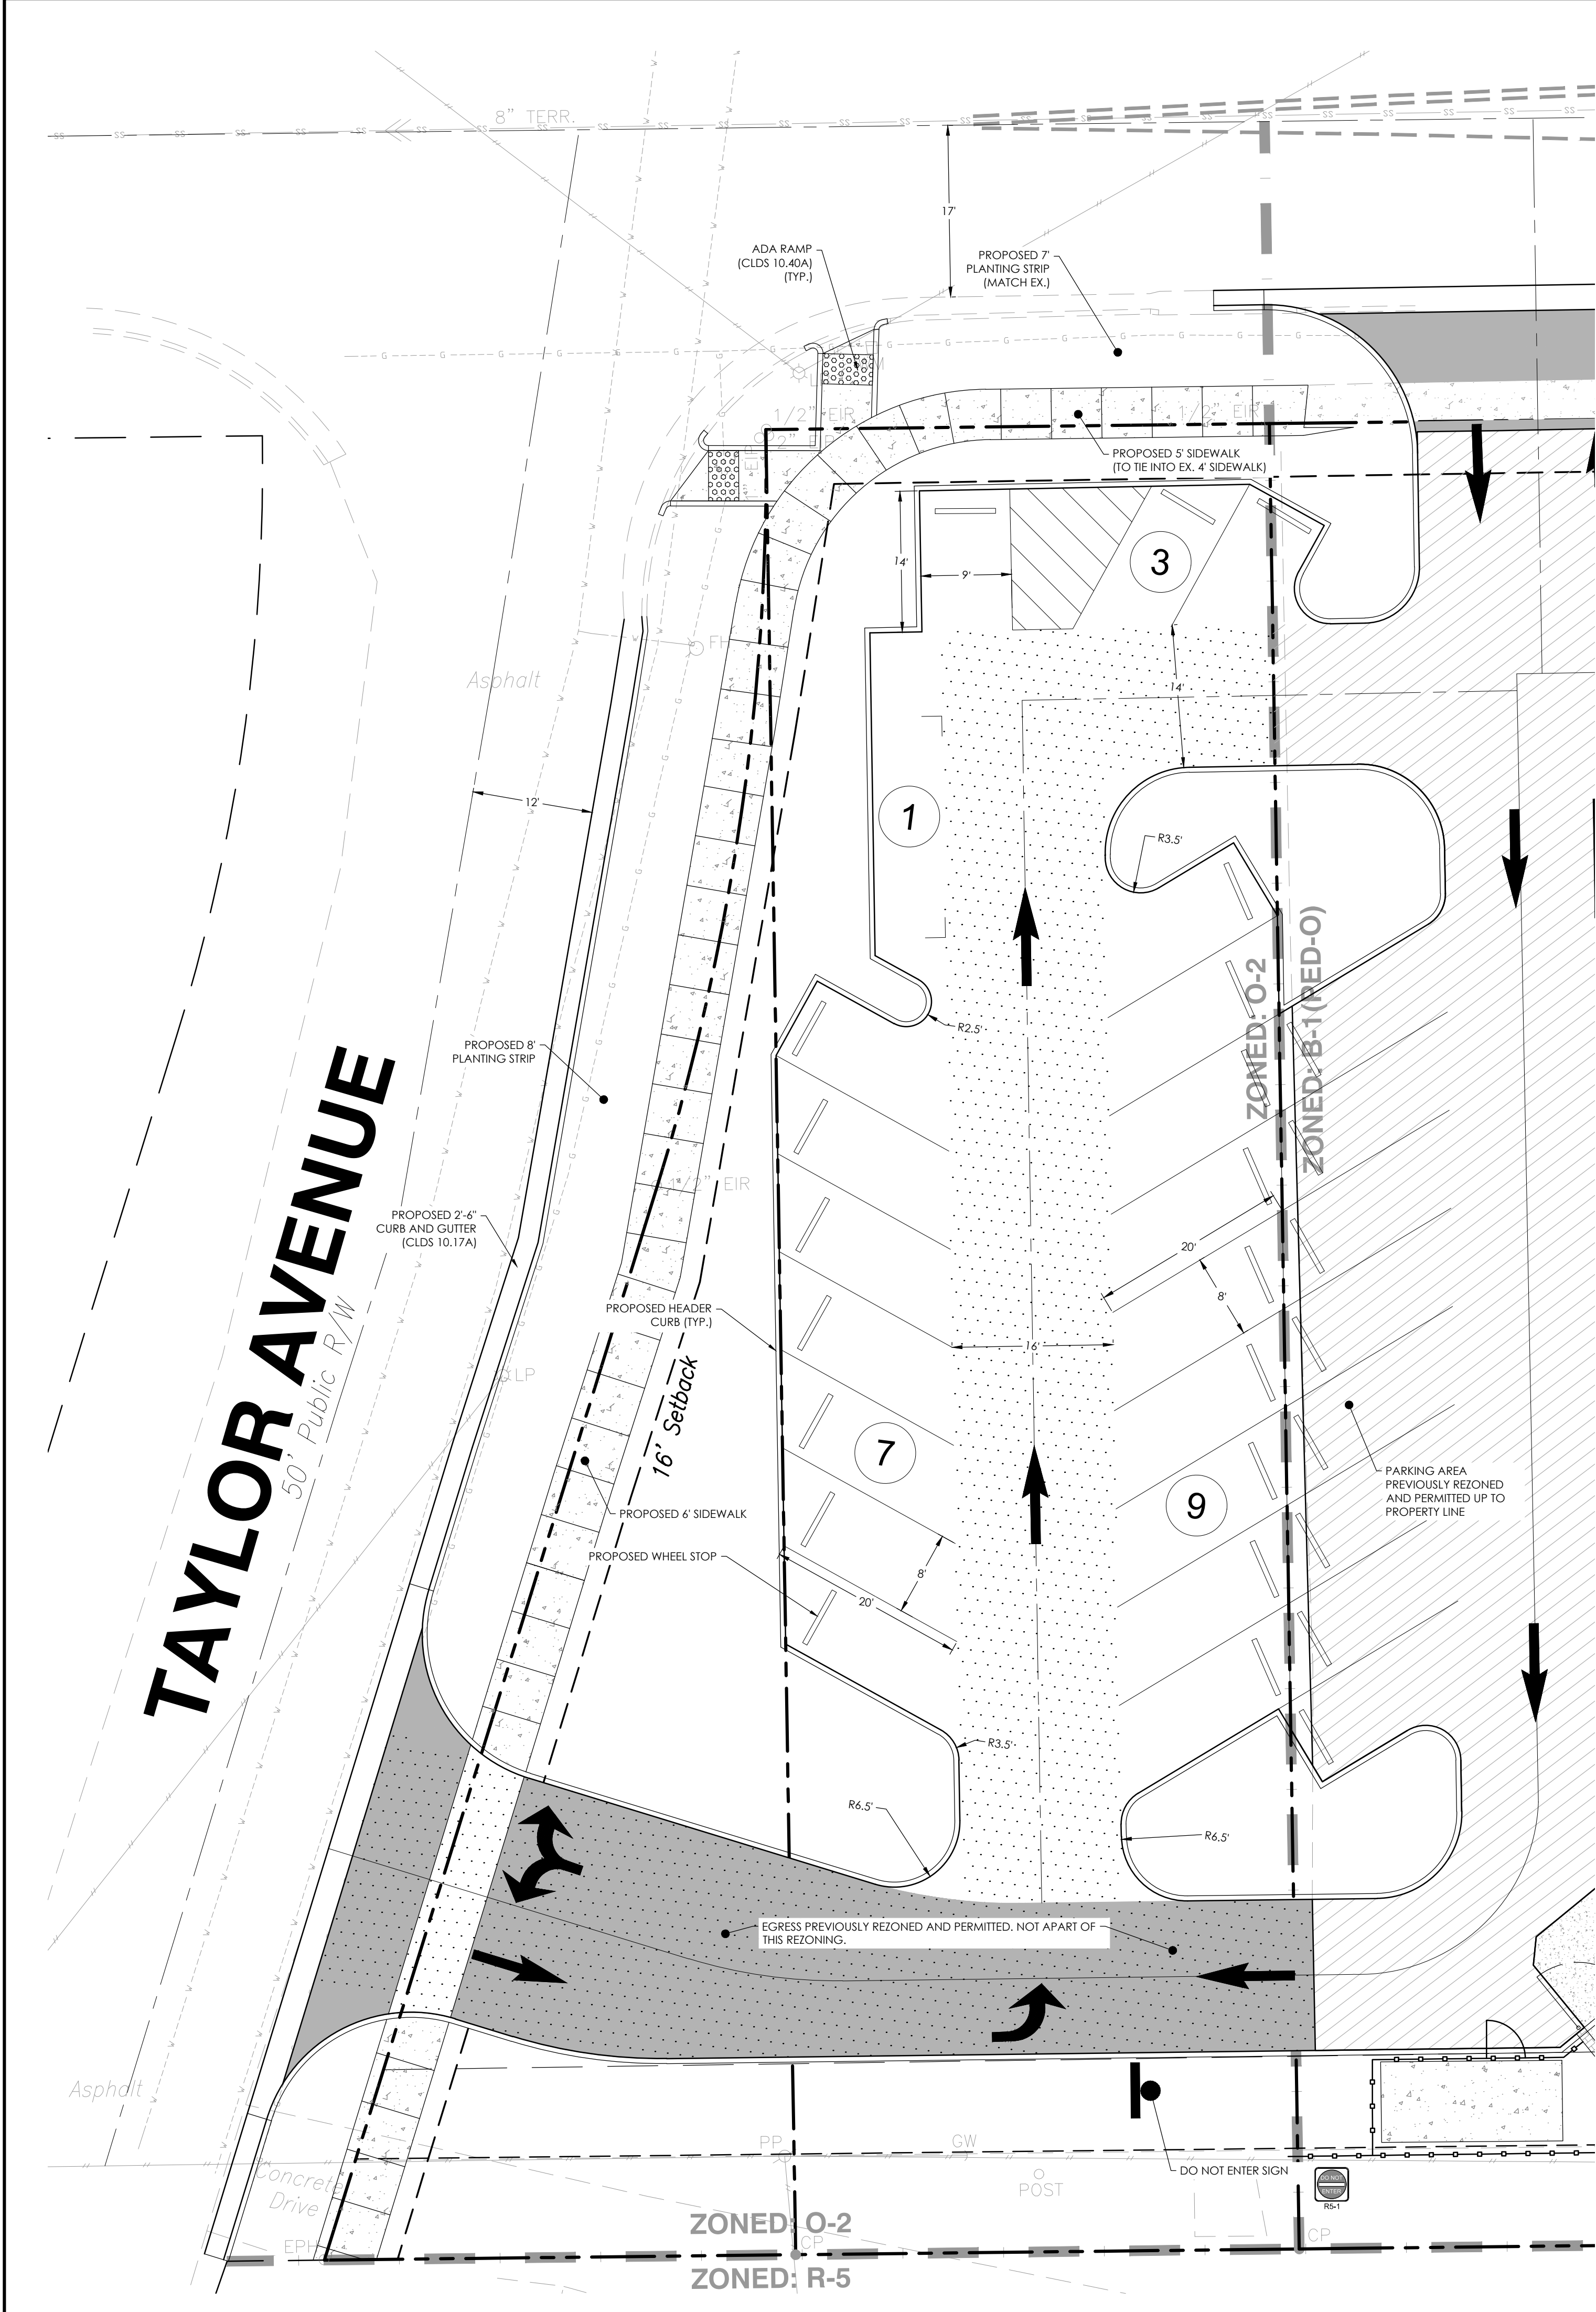 8" TERR.
17'
ADA RAMP
(CLDS 10.40A)
(TYP.)
PROPOSED 7'
PLANTING STRIP
(MATCH EX.)
1/2" EIR
1/2" EIR
PROPOSED 5' SIDEWALK
(TO TIE INTO EX. 4' SIDEWALK)
14'
9'
3
FH
Asphalt
14'
12'
1
R3.5'
ZONED: O-2
ZONED: B-1(PED-O)
R2.5'
PROPOSED 8'
PLANTING STRIP
TAYLOR AVENUE
50' Public R/W
1/2" EIR
PROPOSED 2'-6"
CURB AND GUTTER
(CLDS 10.17A)
20'
8'
PROPOSED HEADER
CURB (TYP.)
16'
LP
16' Setback
7
9
PARKING AREA
PREVIOUSLY REZONED
AND PERMITTED UP TO
PROPERTY LINE
PROPOSED 6' SIDEWALK
PROPOSED WHEEL STOP
8'
20'
R3.5'
R6.5'
R6.5'
EGRESS PREVIOUSLY REZONED AND PERMITTED. NOT APART OF
THIS REZONING.
Asphalt
PP
GW
POST
DO NOT ENTER SIGN
DO NOT
ENTER
R5-1
Concrete
Drive
EPH
ZONED: O-2
CP
CP
ZONED: R-5